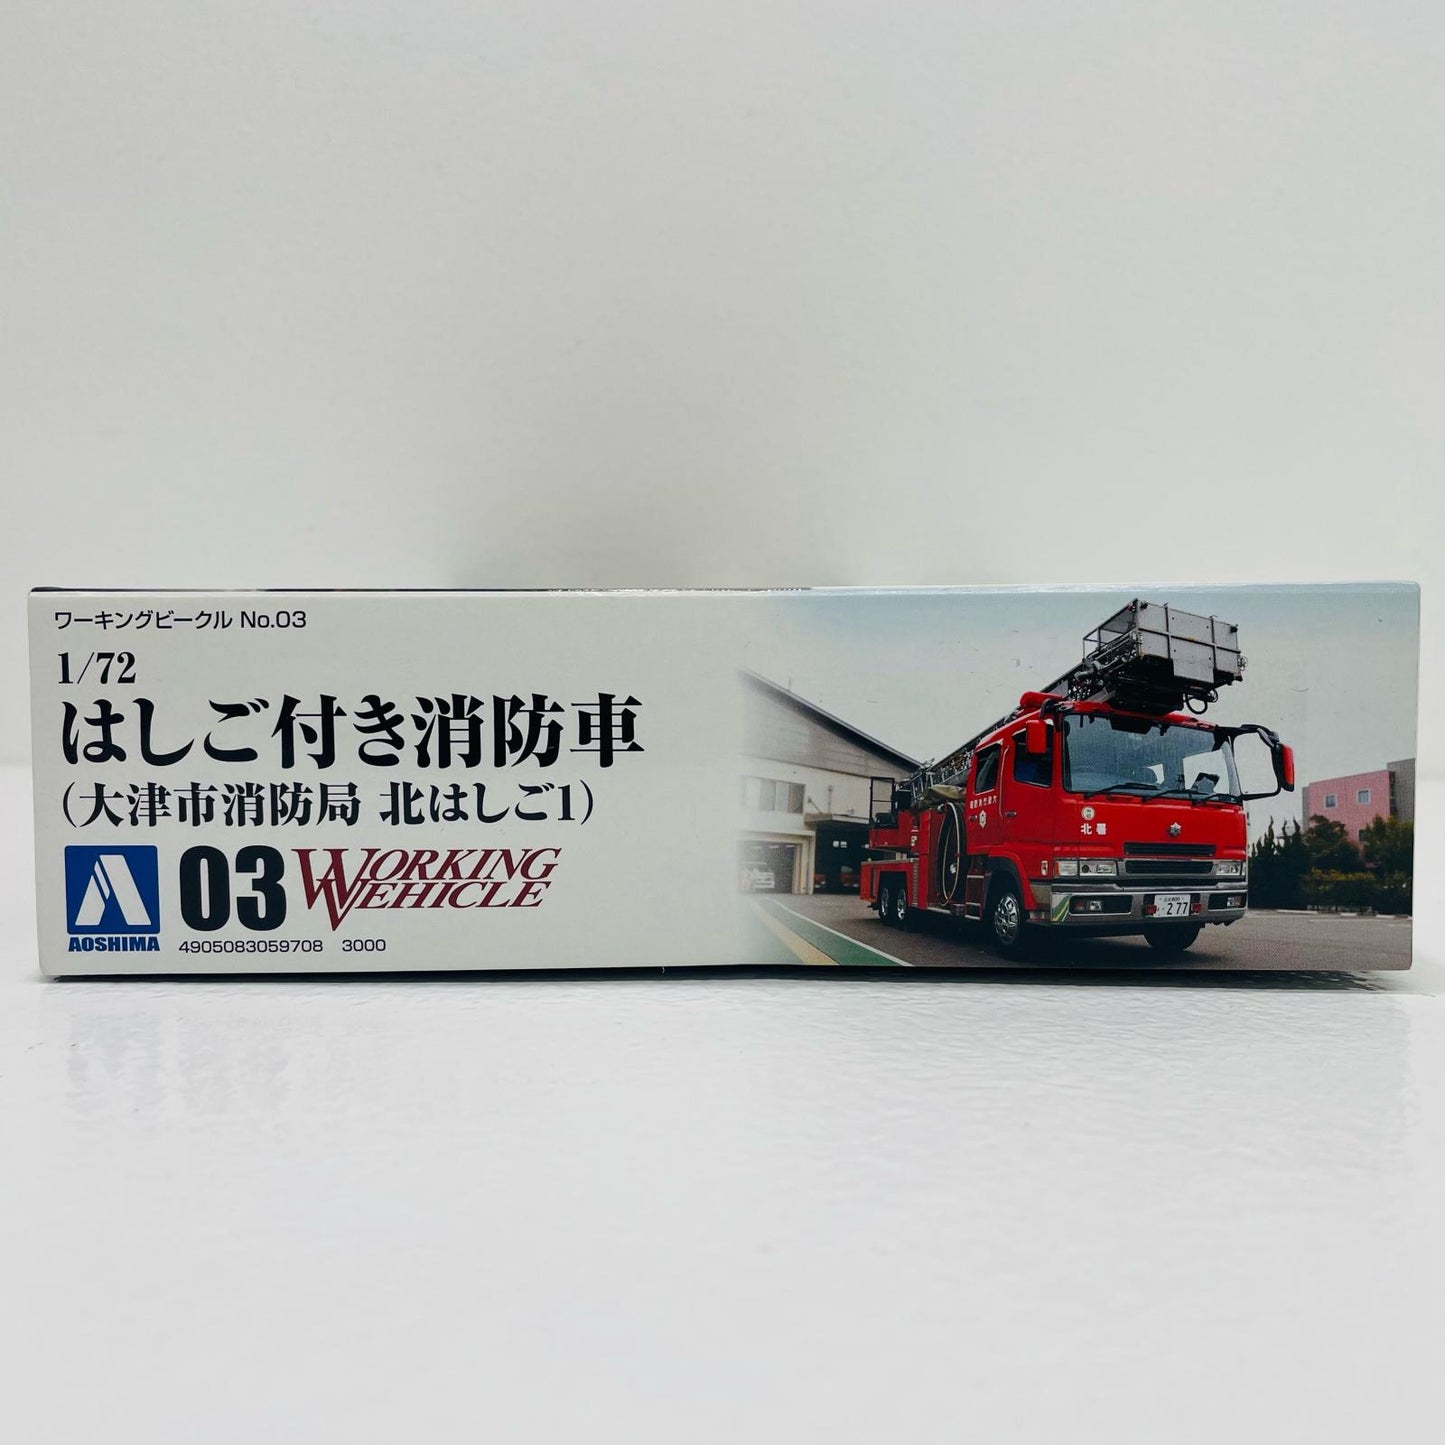 ワーキングビークル No.03
1/72
はしご付き消防車
(大津市消防局 北はしご1)
AOSHIMA
03
WORKING
VEHICLE
4905083059708 3000
北署
・277